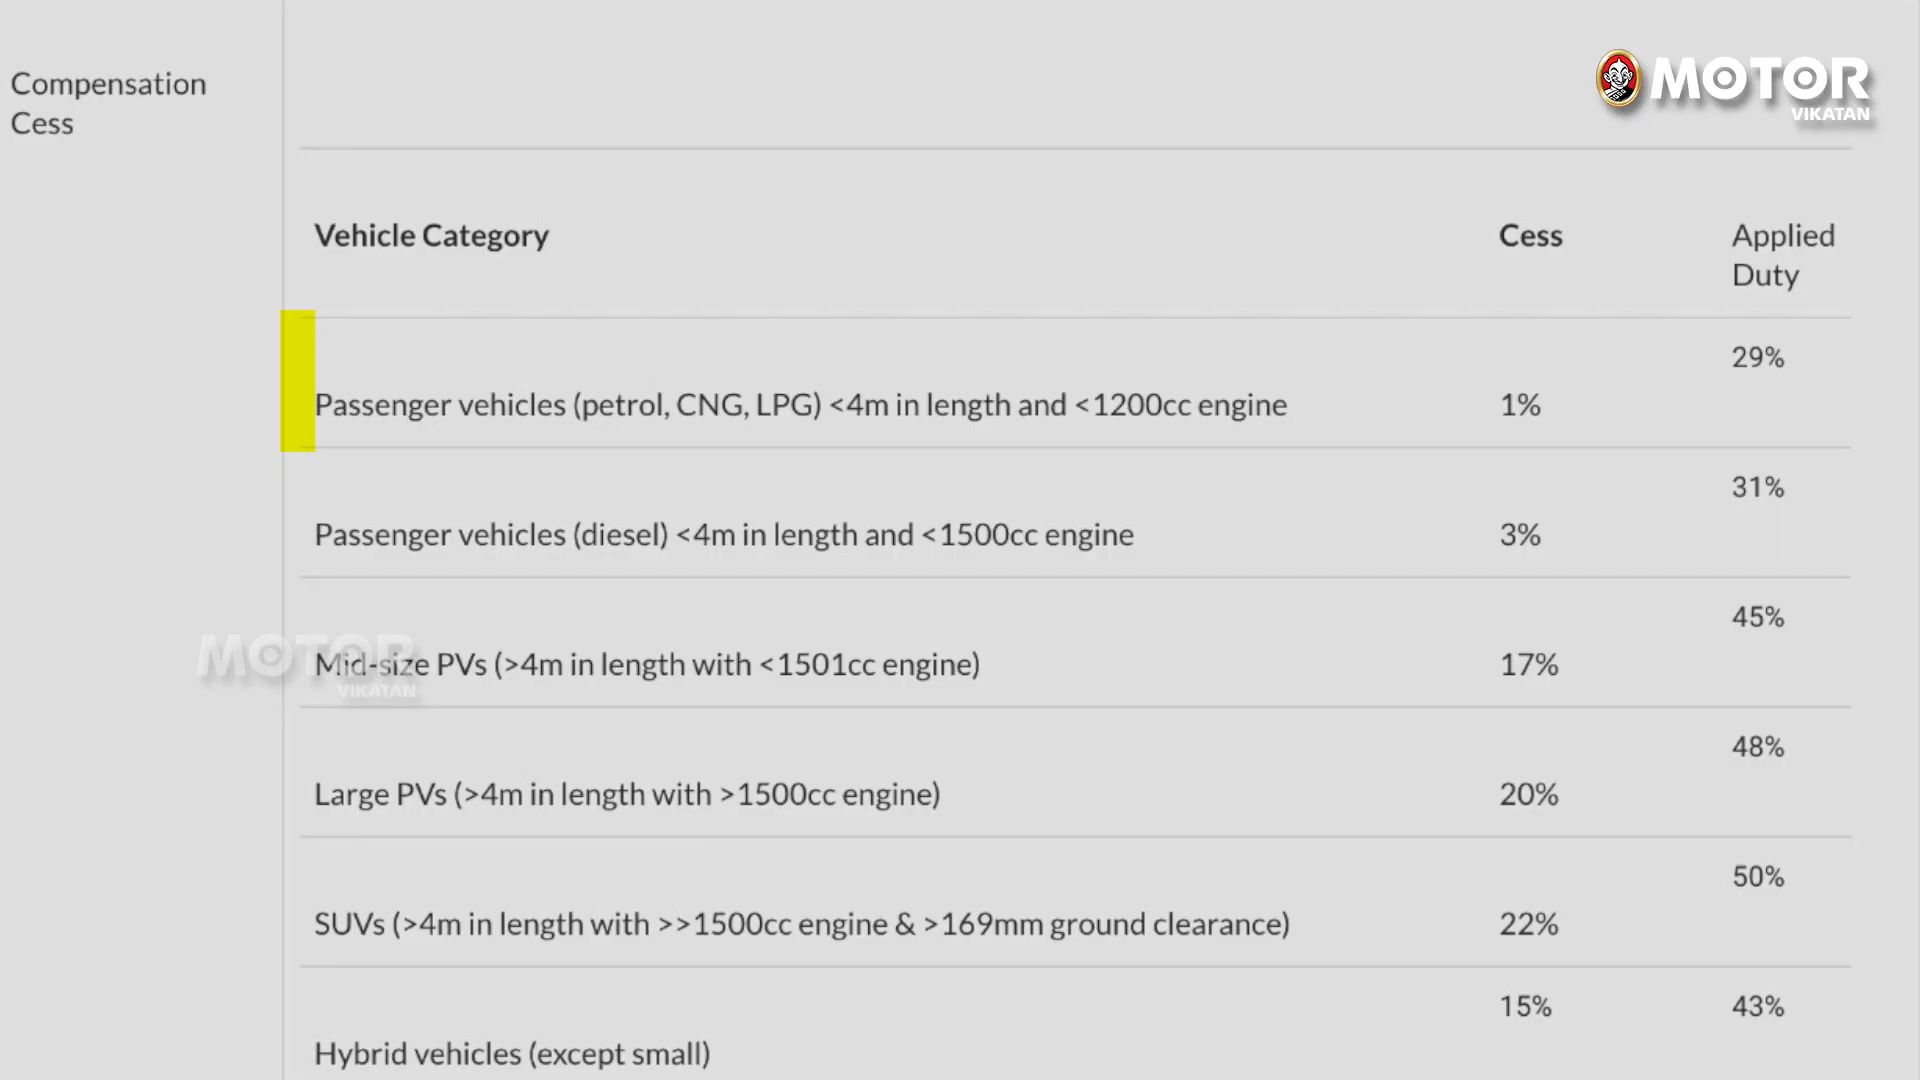 Compensation
Cess
MOTOR
VIKATAN
Vehicle Category Cess Applied
Duty
29%
Passenger vehicles (petrol, CNG, LPG) <4m in length and <1200cc engine 1%
31%
Passenger vehicles (diesel) <4m in length and <1500cc engine 3%
45%
Mid-size PVs (>4m in length with <1501cc engine) 17%
MOTOR
VIKATAN
48%
Large PVs (>4m in length with >1500cc engine) 20%
50%
SUVs (>4m in length with >>1500cc engine & >169mm ground clearance) 22%
15% 43%
Hybrid vehicles (except small)